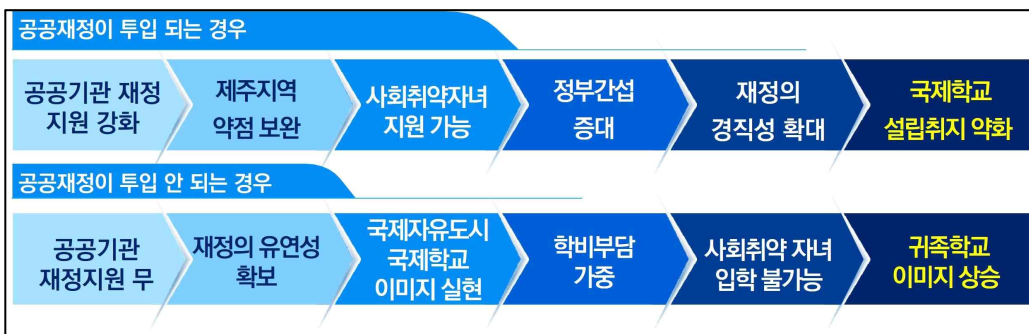 공공재정이 투입 되는 경우
공공기관 재정
지원 강화
제주지역
약점 보완
사회취약자녀
지원 가능
정부간섭
증대
재정의
경직성 확대
국제학교
설립취지 약화
공공재정이 투입 안 되는 경우
공공기관
재정지원 무
재정의 유연성
확보
국제자유도시
국제학교
이미지 실현
학비부담
가중
사회취약 자녀
입학 불가능
귀족학교
이미지 상승